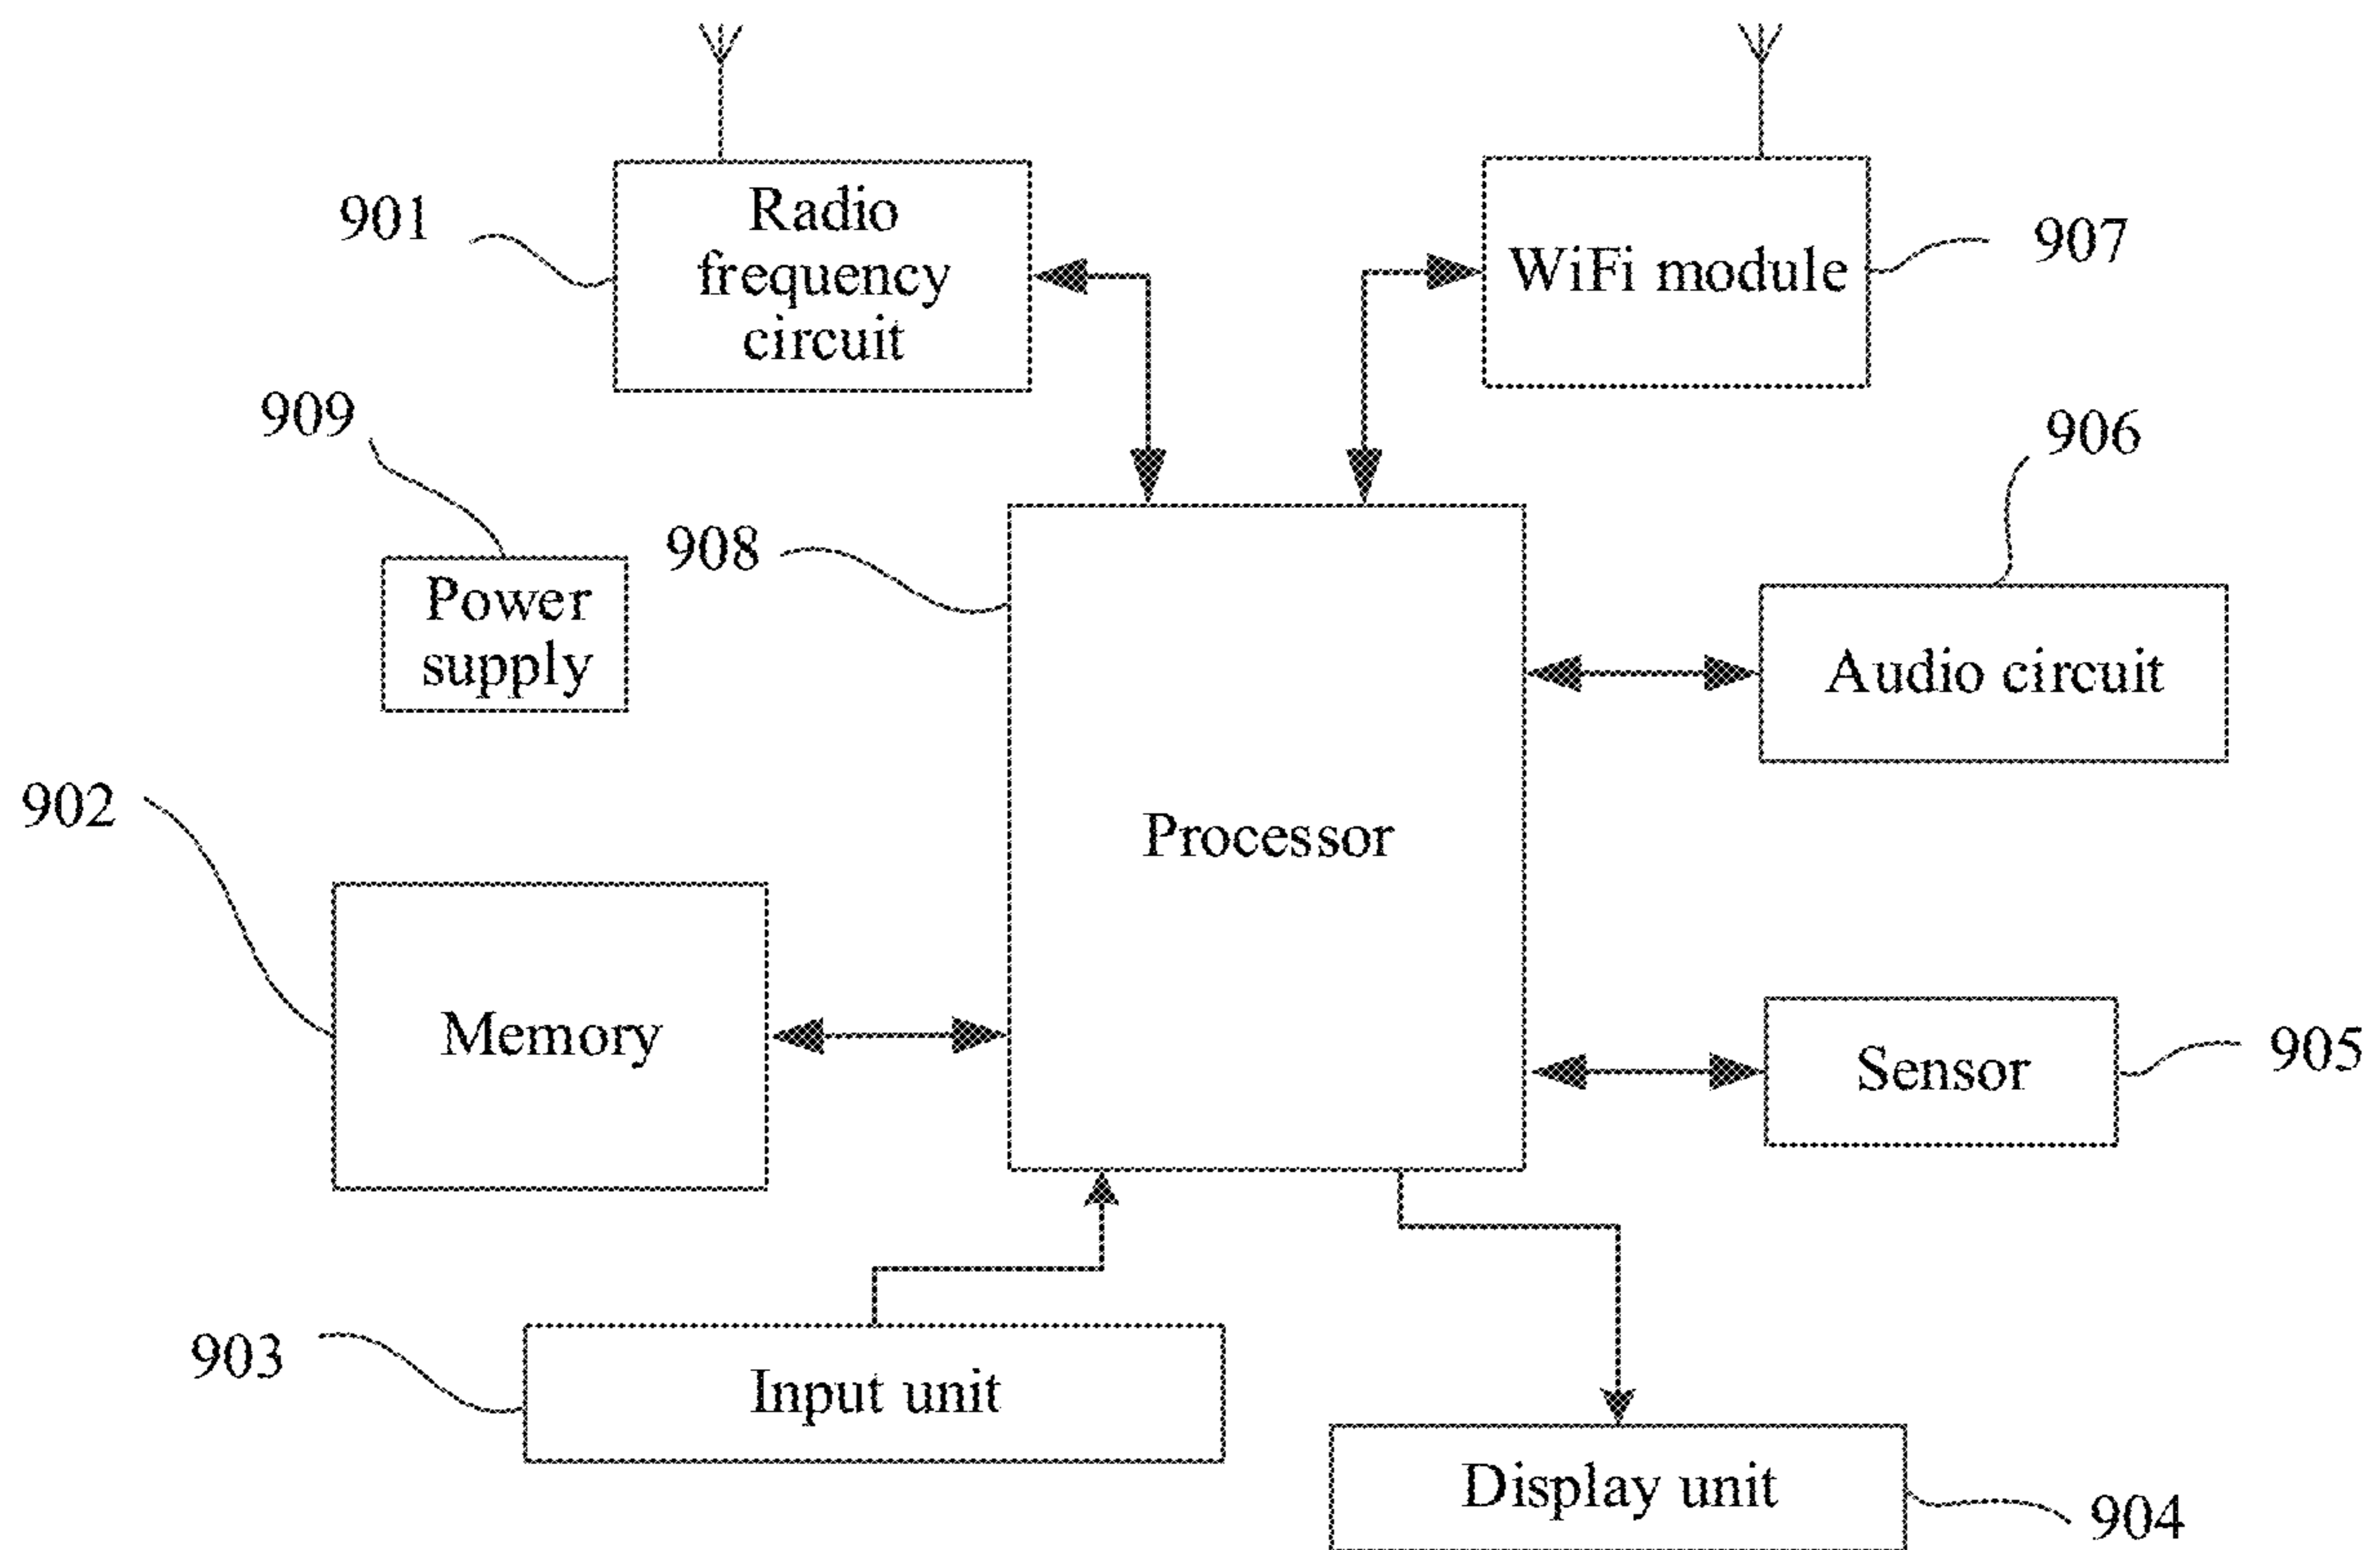 901
Radio
frequency
circuit
WiFi module
907
909
906
908
Power
supply
Audio circuit
902
Processor
Memory
Sensor
905
903
Input unit
Display unit
904